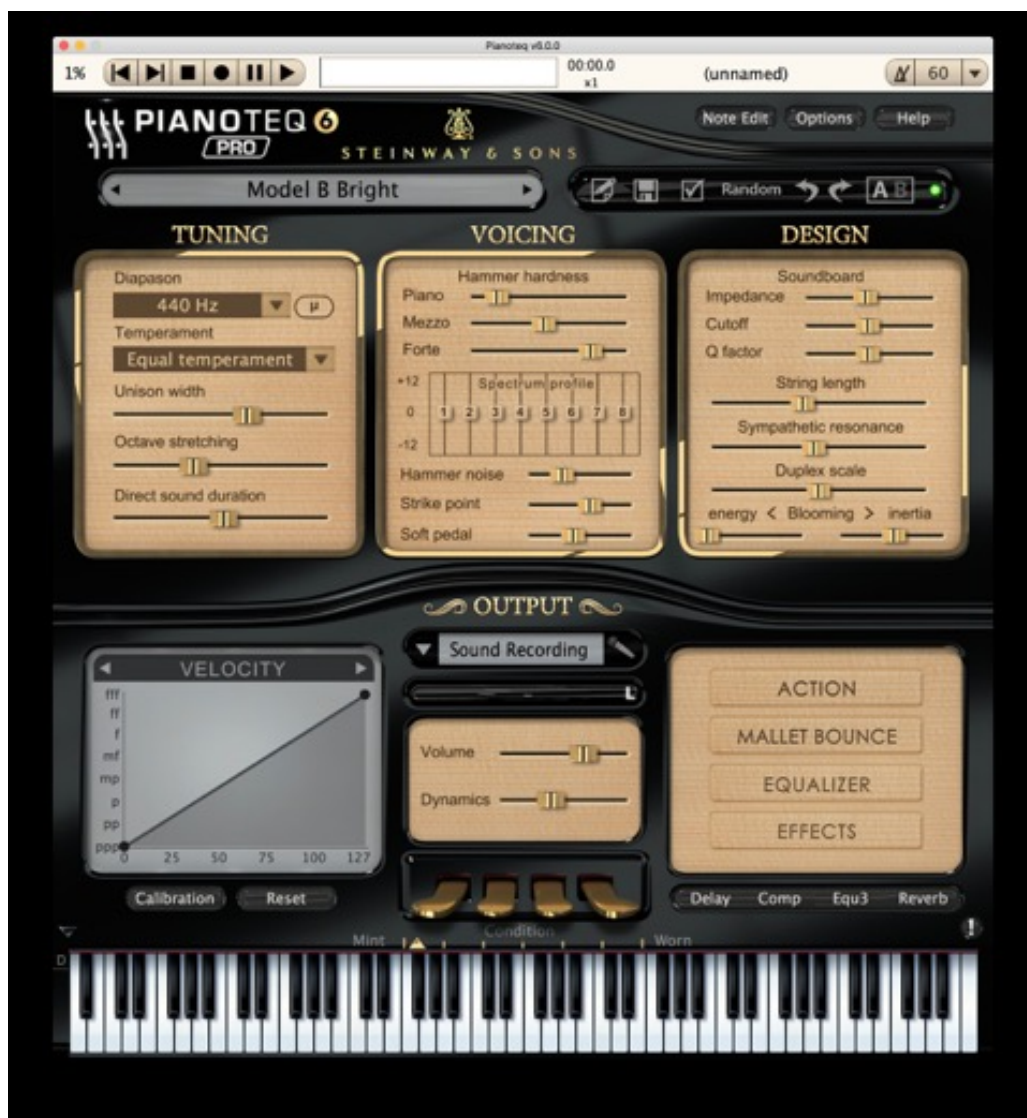 Pianoteq v6.0.0
1%
00:00.0
x1
(unnamed)
60
PIANOTEQ 6
PRO
STEINWAY & SONS
Note Edit Options Help
Model B Bright
Random A B
TUNING
Diapason
440 Hz μ
Temperament
Equal temperament
Unison width
Octave stretching
Direct sound duration
VOICING
Hammer hardness
Piano
Mezzo
Forte
+12 Spectrum profile
0 1 2 3 4 5 6 7 8
-12
Hammer noise
Strike point
Soft pedal
DESIGN
Soundboard
Impedance
Cutoff
Q factor
String length
Sympathetic resonance
Duplex scale
energy < Blooming > inertia
OUTPUT
VELOCITY
fff
ff
f
mf
mp
p
pp
ppp
0 25 50 75 100 127
Calibration Reset
Sound Recording
L
Volume
Dynamics
ACTION
MALLET BOUNCE
EQUALIZER
EFFECTS
Delay Comp Equ3 Reverb
Condition
Mint Worn
!
D